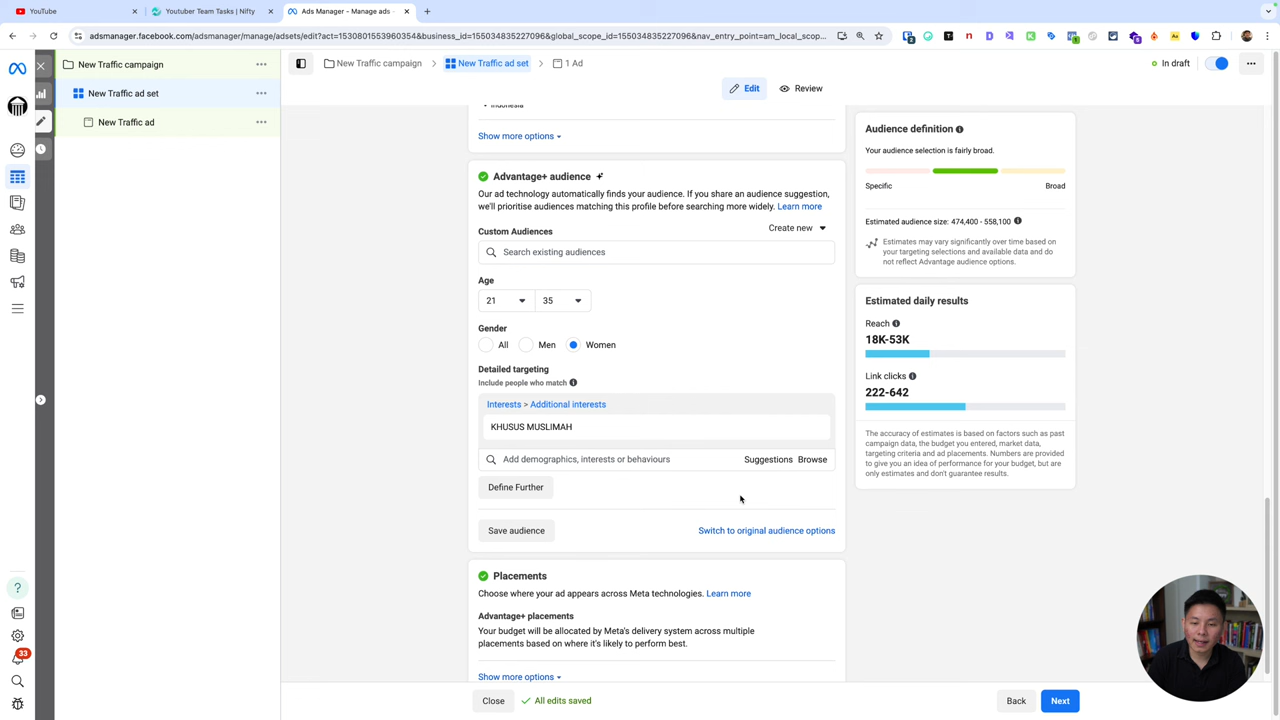 YouTube
Youtuber Team Tasks | Nifty
Ads Manager - Manage ads -
adsmanager.facebook.com/adsmanager/manage/adsets/edit?act=1530801553960354&business_id=155034835227096&global_scope_id=155034835227096&nav_entry_point=am_local_scop...
New Traffic campaign
New Traffic ad set
New Traffic ad
33
New Traffic campaign
New Traffic ad set
1 Ad
In draft
Edit
Review
Indonesia
Show more options
Advantage+ audience
Our ad technology automatically finds your audience. If you share an audience suggestion,
we'll prioritise audiences matching this profile before searching more widely. Learn more
Custom Audiences
Create new
Search existing audiences
Age
21
35
Gender
All
Men
Women
Detailed targeting
Include people who match
Interests > Additional interests
KHUSUS MUSLIMAH
Add demographics, interests or behaviours
Suggestions
Browse
Define Further
Save audience
Switch to original audience options
Placements
Choose where your ad appears across Meta technologies. Learn more
Advantage+ placements
Your budget will be allocated by Meta's delivery system across multiple
placements based on where it's likely to perform best.
Show more options
Close
All edits saved
Back
Next
Audience definition
Your audience selection is fairly broad.
Specific
Broad
Estimated audience size: 474,400 - 558,100
Estimates may vary significantly over time based on
your targeting selections and available data and do
not reflect Advantage audience options.
Estimated daily results
Reach
18K-53K
Link clicks
222-642
The accuracy of estimates is based on factors such as past
campaign data, the budget you entered, market data,
targeting criteria and ad placements. Numbers are provided
to give you an idea of performance for your budget, but are
only estimates and don't guarantee results.